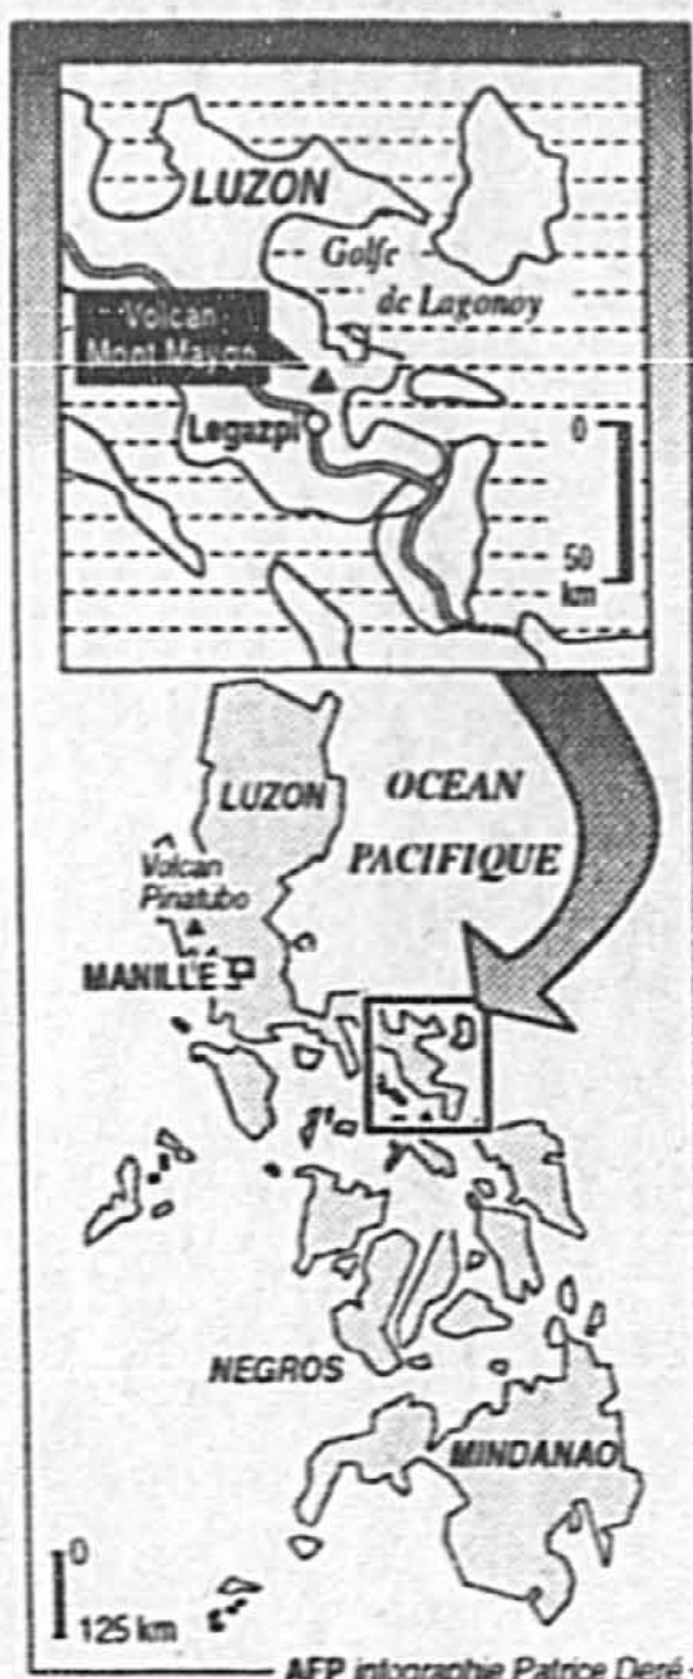 LUZON
Golfe
de Lagonoy
Volcan
Mont Mayon
Legazpi
0
50
km
LUZON
OCEAN
PACIFIQUE
Volcan
Pinatubo
MANILLE
NEGROS
MINDANAO
0
125 km
AFP infographie Patrice Deré